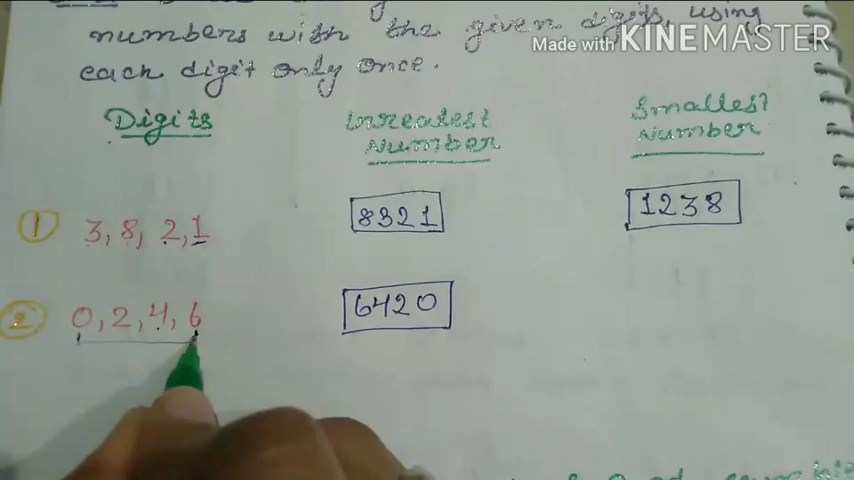 numbers with the given digits, using
Made with KINEMASTER
each digit only once.
Digits
Greatest
Number
Smallest
Number
1 3, 8, 2, 1
8321
1238
2 0, 2, 4, 6
6420